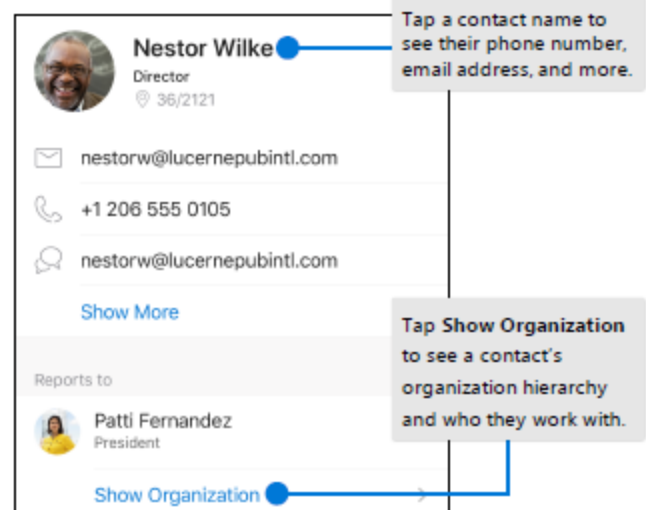 Tap a contact name to
see their phone number,
email address, and more.
Nestor Wilke
Director
36/2121
nestorw@lucernepubintl.com
+1 206 555 0105
nestorw@lucernepubintl.com
Show More
Tap Show Organization
to see a contact's
organization hierarchy
and who they work with.
Reports to
Patti Fernandez
President
Show Organization